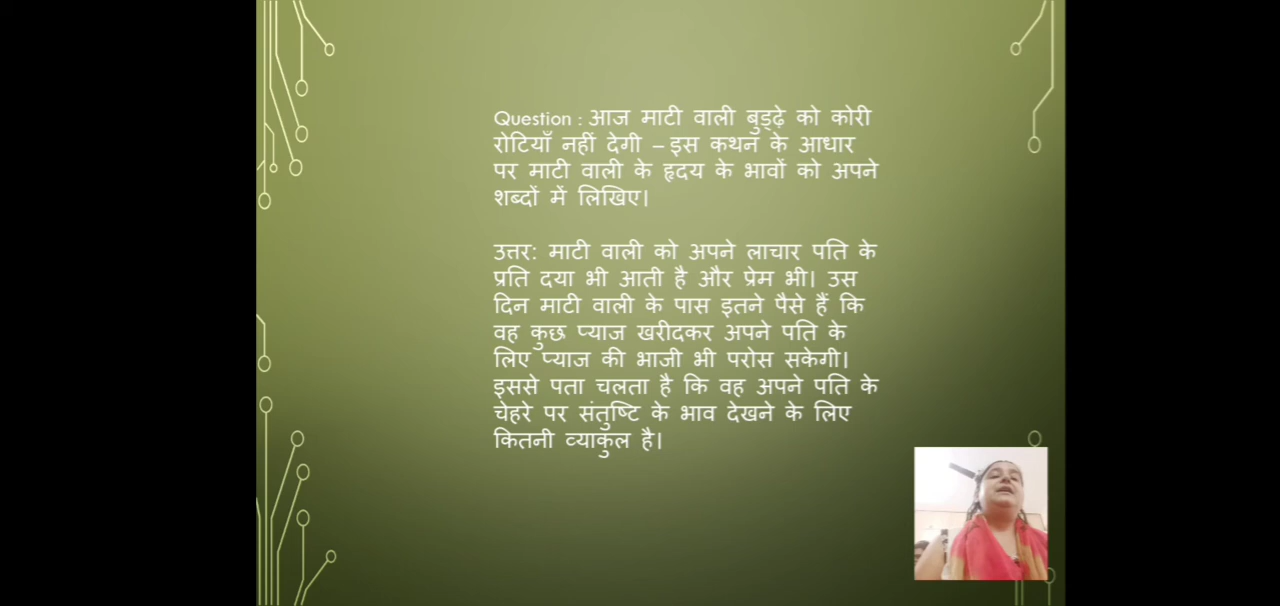 Question : आज माटी वाली बुड्ढ़े को कोरी
रोटियाँ नहीं देगी – इस कथन के आधार
पर माटी वाली के हृदय के भावों को अपने
शब्दों में लिखिए।
उत्तर: माटी वाली को अपने लाचार पति के
प्रति दया भी आती है और प्रेम भी। उस
दिन माटी वाली के पास इतने पैसे हैं कि
वह कुछ प्याज खरीदकर अपने पति के
लिए प्याज की भाजी भी परोस सकेगी।
इससे पता चलता है कि वह अपने पति के
चेहरे पर संतुष्टि के भाव देखने के लिए
कितनी व्याकुल है।